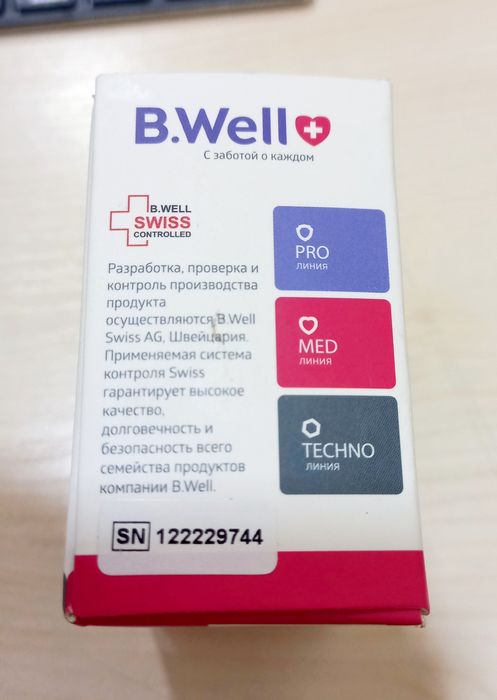 B.Well
С заботой о каждом
B.WELL
SWISS
CONTROLLED
Разработка, проверка и
контроль производства
продукта
осуществляются B.Well
Swiss AG, Швейцария.
Применяемая система
контроля Swiss
гарантирует высокое
качество,
долговечность и
безопасность всего
семейства продуктов
компании B.Well.
PRO
ЛИНИЯ
MED
ЛИНИЯ
TECHNO
ЛИНИЯ
SN 122229744